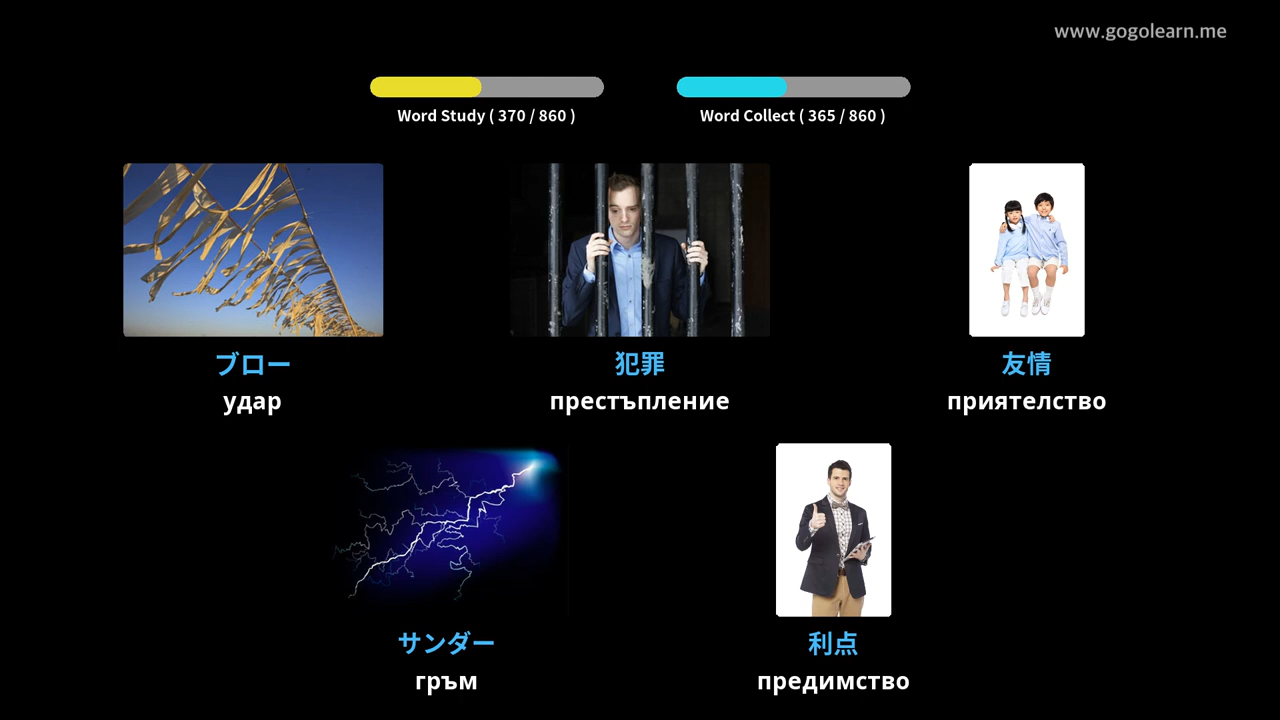 www.gogolearn.me
Word Study ( 370 / 860 )
Word Collect ( 365 / 860 )
ブロー
удар
犯罪
престъпление
友情
приятелство
サンダー
гръм
利点
предимство